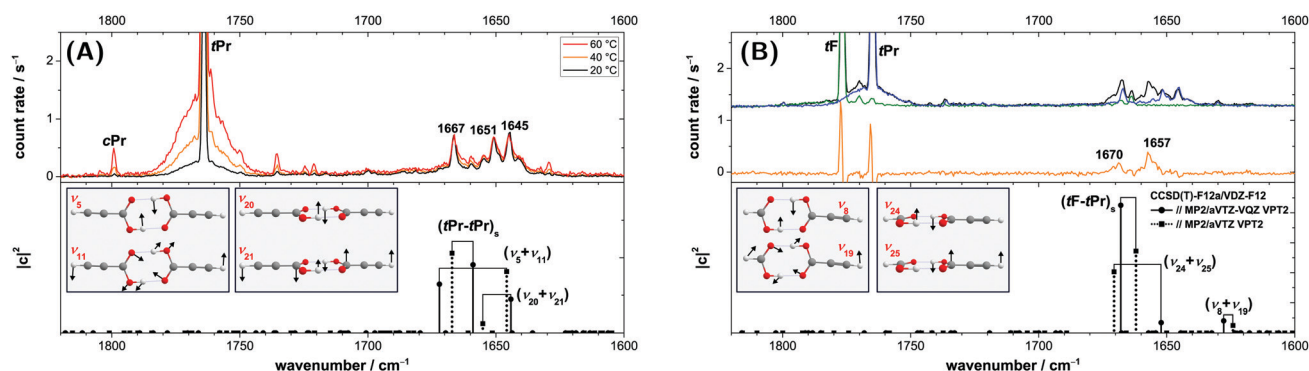 1800 1750 1700 1650 1600
(A)
tPr
60 °C
40 °C
20 °C
cPr
1667 1651 1645
count rate / s⁻¹
2
1
0
ν₅
ν₁₁
ν₂₀
ν₂₁
(tPr-tPr)ₛ
(ν₅+ν₁₁)
(ν₂₀+ν₂₁)
|c|²
1800 1750 1700 1650 1600
wavenumber / cm⁻¹
1800 1750 1700 1650 1600
(B)
tF
tPr
1670 1657
count rate / s⁻¹
2
1
0
ν₈
ν₁₉
ν₂₄
ν₂₅
(tF-tPr)ₛ
CCSD(T)-F12a/VDZ-F12
// MP2/aVTZ-VQZ VPT2
// MP2/aVTZ VPT2
(ν₂₄+ν₂₅)
(ν₈+ν₁₉)
|c|²
1800 1750 1700 1650 1600
wavenumber / cm⁻¹